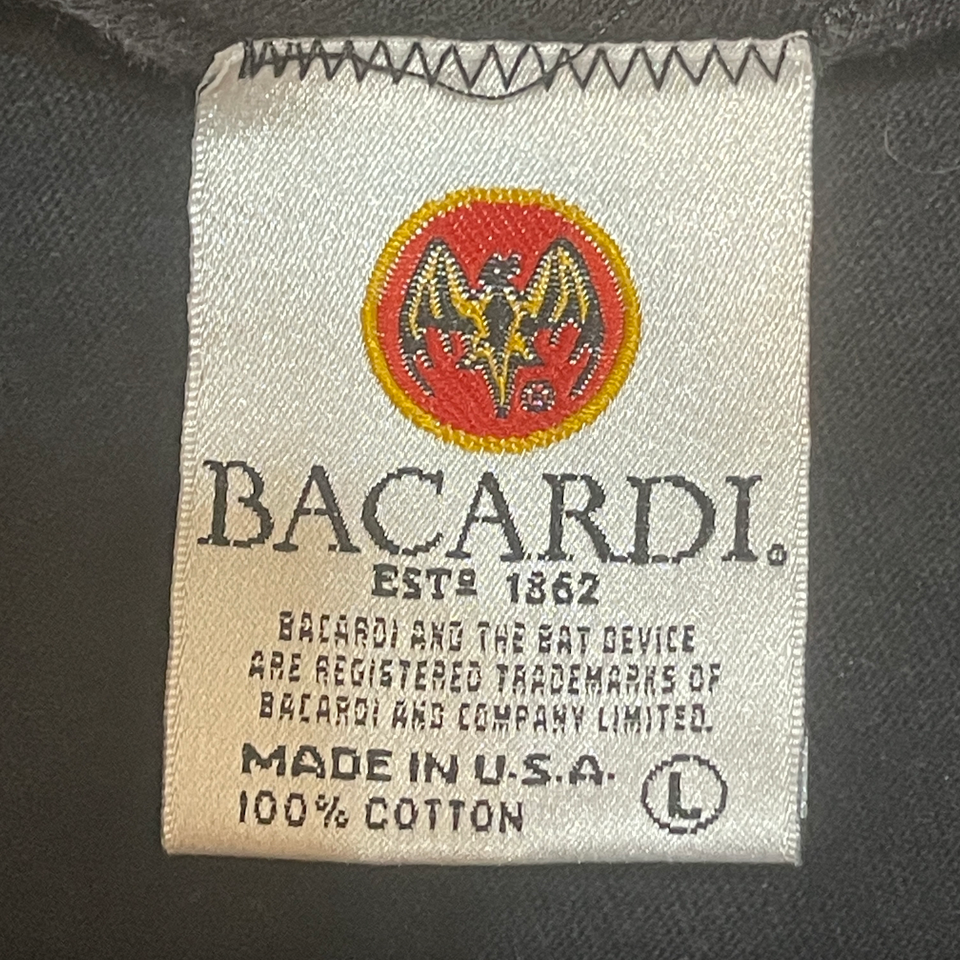 BACARDI®
ESTº 1862
BACARDI AND THE BAT DEVICE
ARE REGISTERED TRADEMARKS OF
BACARDI AND COMPANY LIMITED.
MADE IN U.S.A.
100% COTTON
L